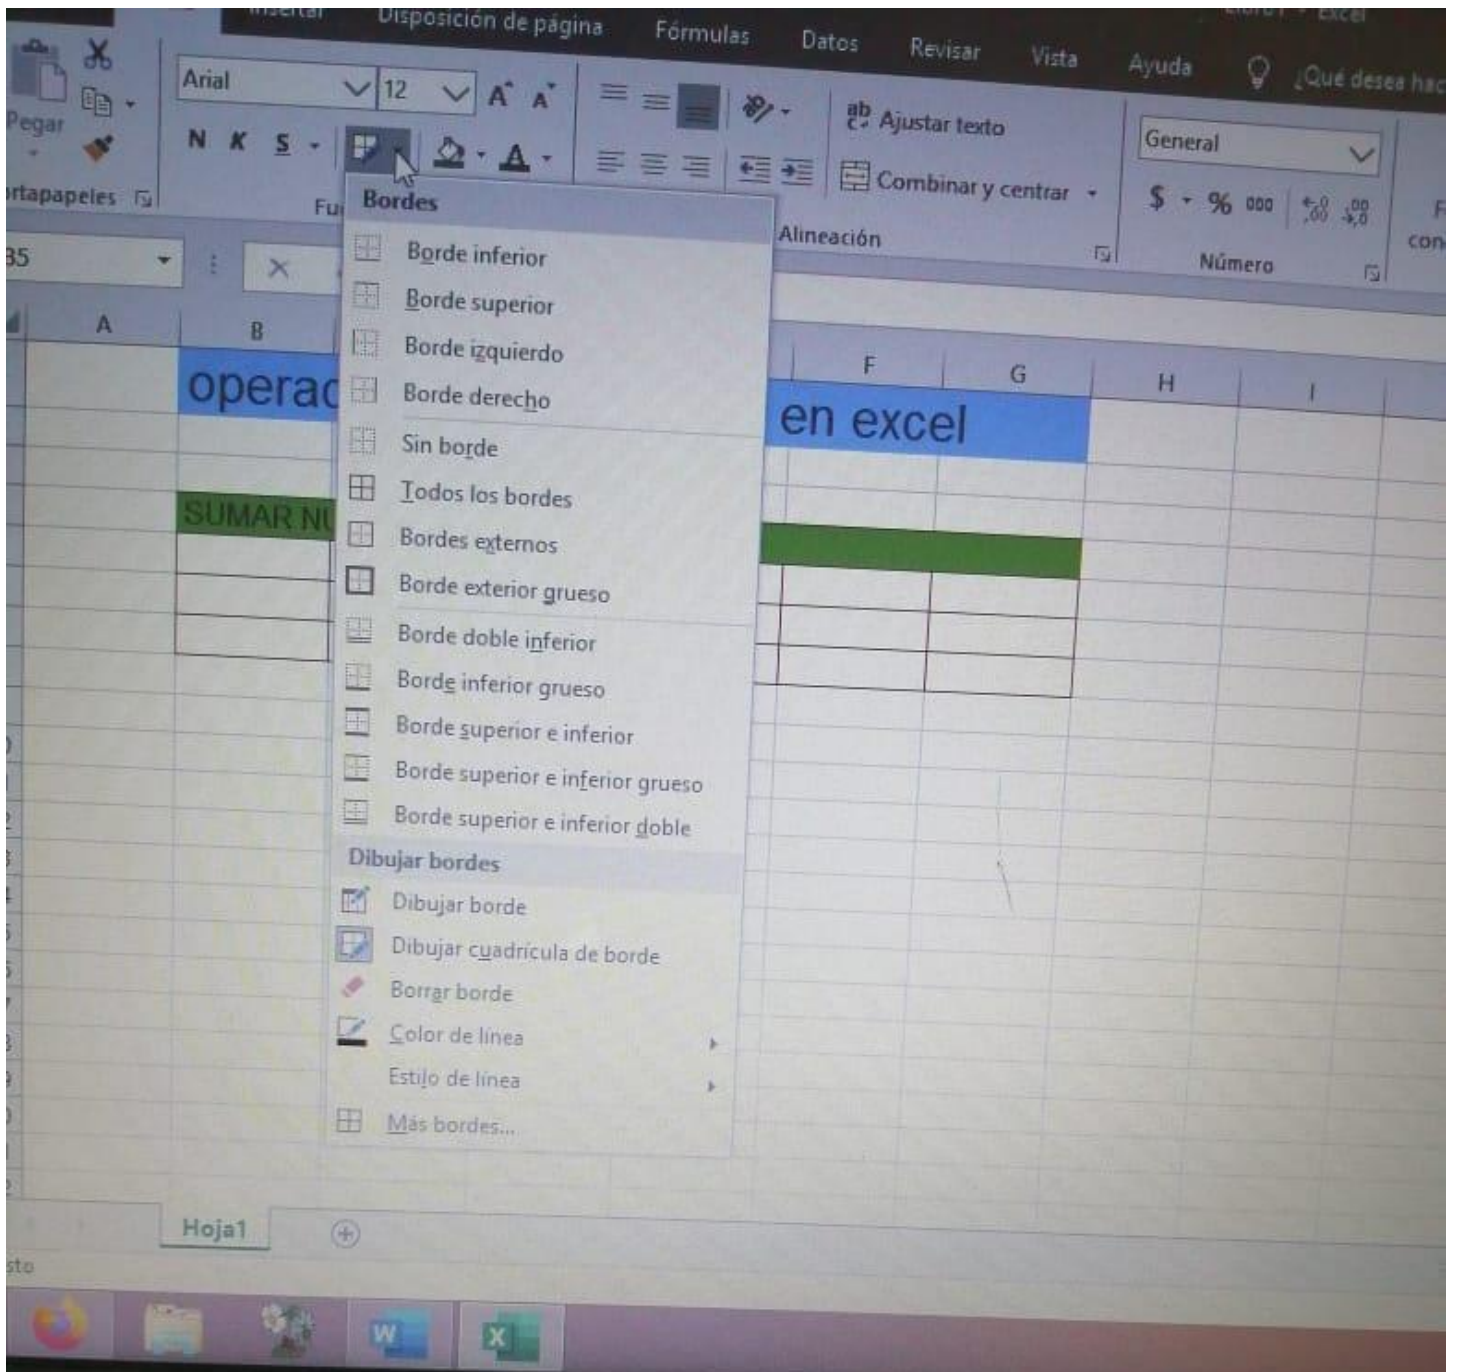 Disposición de página Fórmulas Datos Revisar Vista Ayuda ¿Qué desea hac
Pegar
Arial 12
N K S
ab Ajustar texto
Combinar y centrar
General
$ % 000
Alineación
Número
Bordes
Borde inferior
Borde superior
Borde izquierdo
Borde derecho
Sin borde
Todos los bordes
Bordes externos
Borde exterior grueso
Borde doble inferior
Borde inferior grueso
Borde superior e inferior
Borde superior e inferior grueso
Borde superior e inferior doble
Dibujar bordes
Dibujar borde
Dibujar cuadrícula de borde
Borrar borde
Color de línea
Estilo de línea
Más bordes...
A B F G H I
operac en excel
SUMAR NU
Hoja1